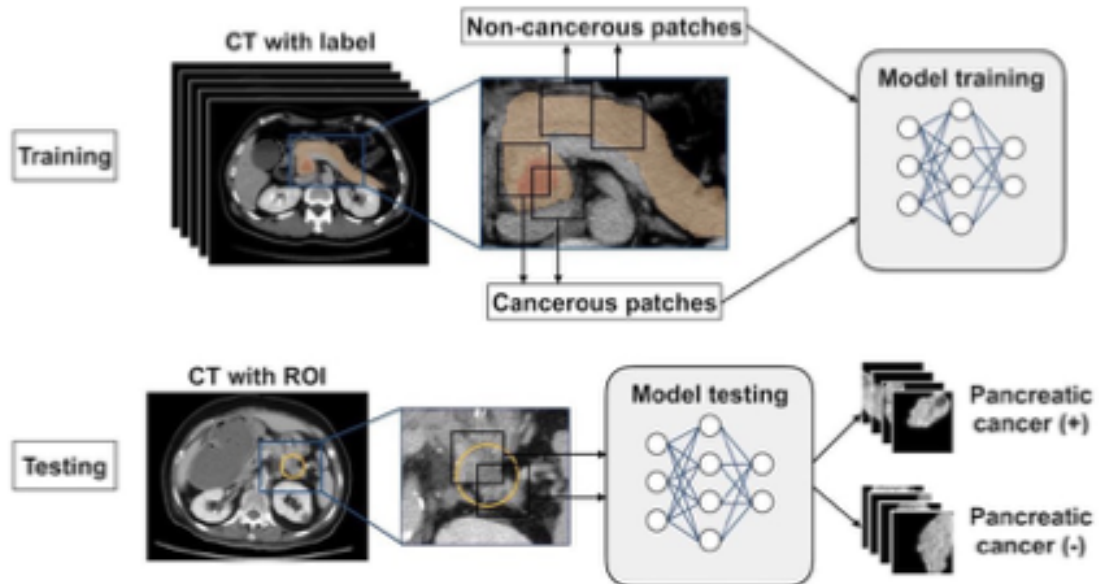 Non-cancerous patches
CT with label
Model training
Training
Cancerous patches
CT with ROI
Model testing
Pancreatic
cancer (+)
Testing
Pancreatic
cancer (-)